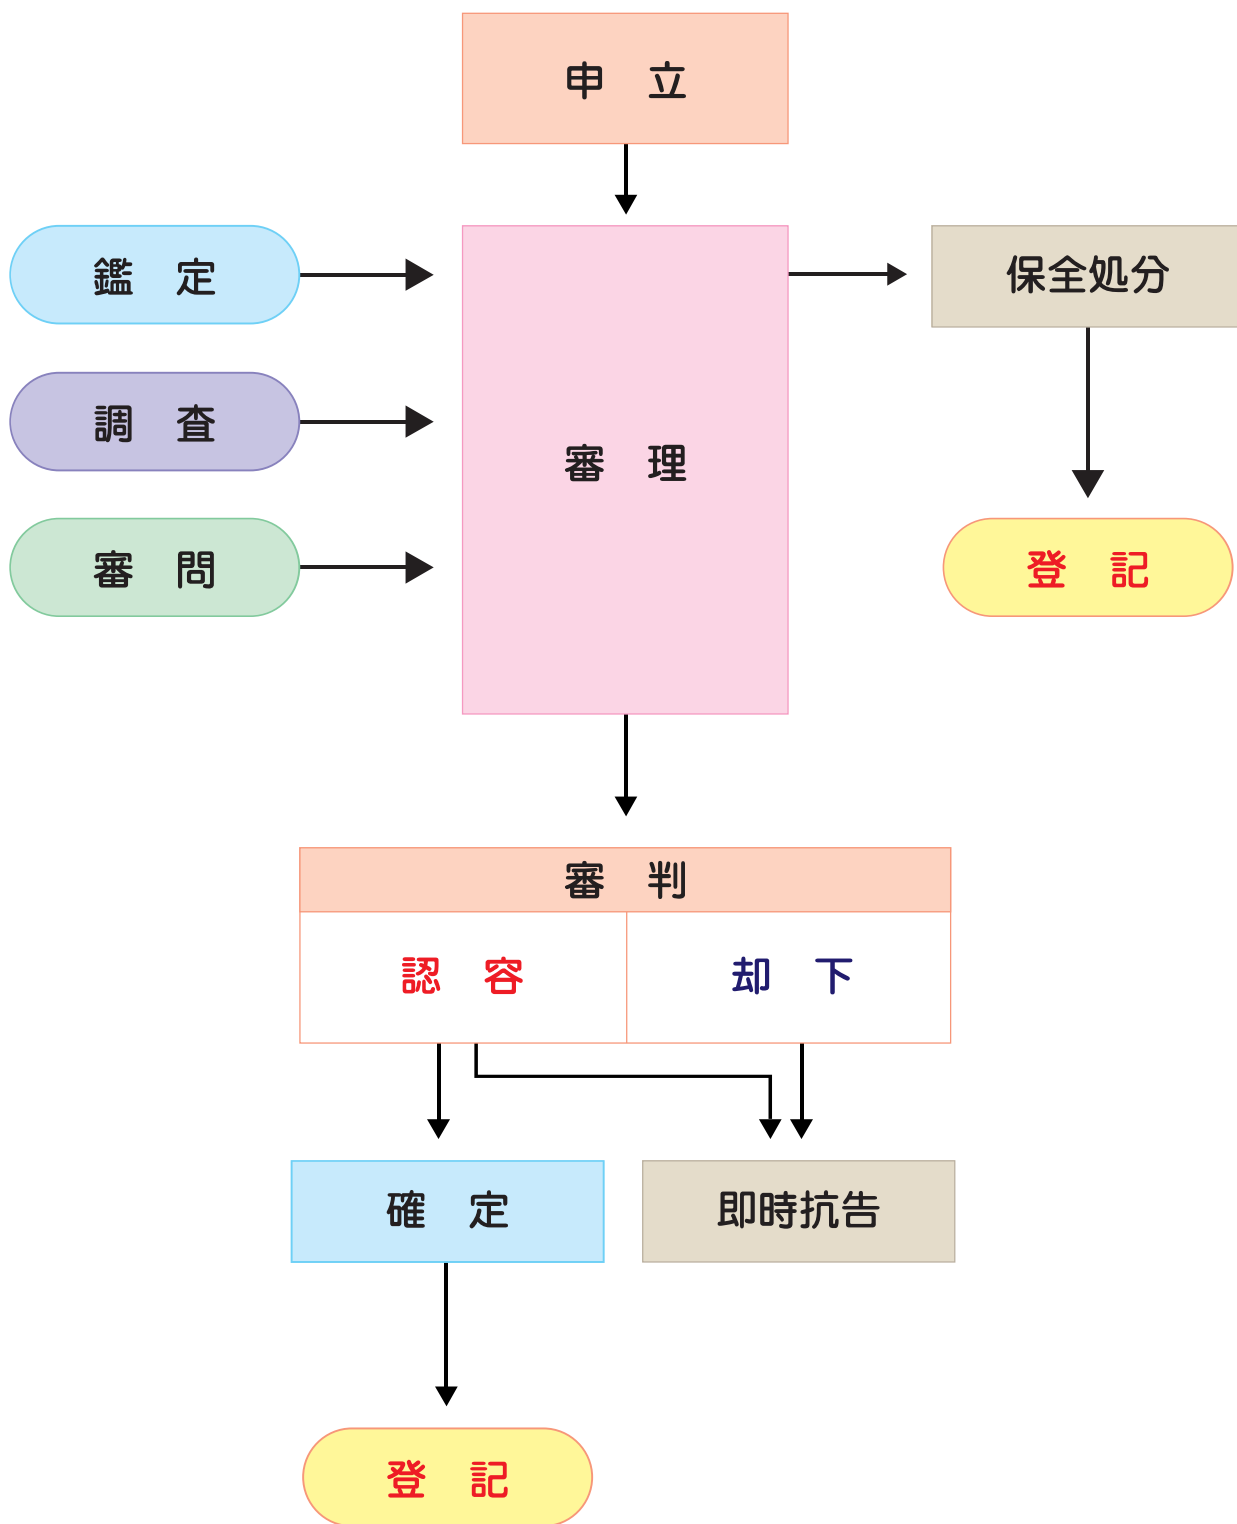 申　立
鑑　定
保全処分
調　査
審　理
審　問
登　記
審　判
認　容
却　下
確　定
即時抗告
登　記